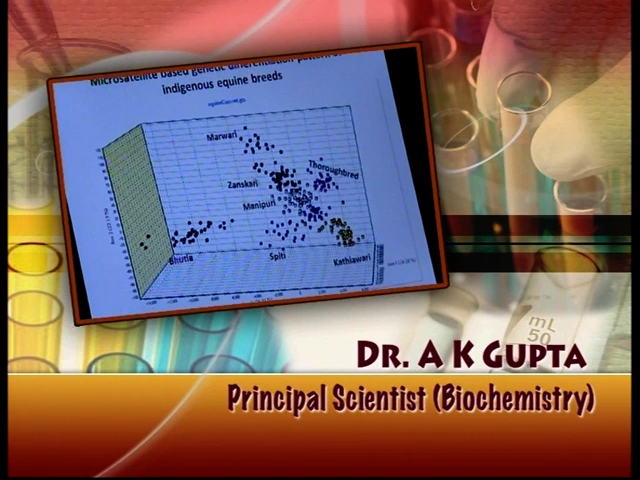 Microsatellite based genetic differentiation pattern of
indigenous equine breeds
Marwari
Thoroughbred
Zanskari
Manipuri
Bhutia
Spiti
Kathiawari
mL
50
DR. A K GUPTA
Principal Scientist (Biochemistry)